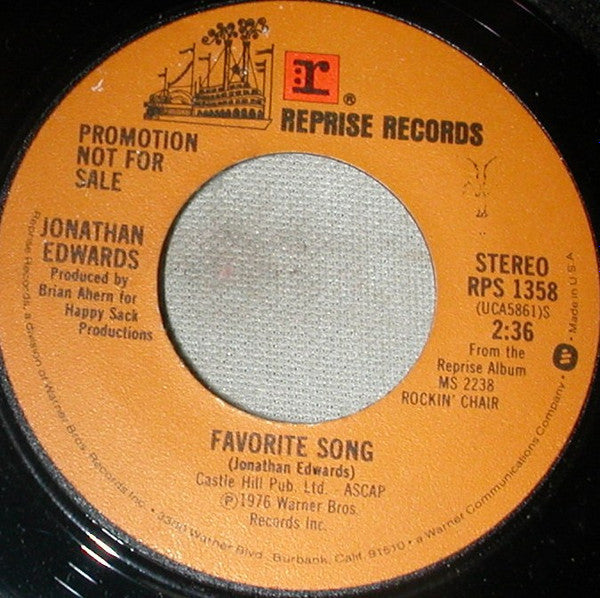 r®
REPRISE RECORDS
PROMOTION
NOT FOR
SALE
JONATHAN
EDWARDS
Produced by
Brian Ahern for
Happy Sack
Productions
STEREO
RPS 1358
(UCA5861)S
2:36
From the
Reprise Album
MS 2238
ROCKIN' CHAIR
FAVORITE SONG
(Jonathan Edwards)
Castle Hill Pub. Ltd. - ASCAP
℗1976 Warner Bros.
Records Inc.
Reprise Records, a division of Warner Bros. Records Inc. • 3300 Warner Blvd., Burbank, Calif. 91510 • a Warner Communications Company. • Made in U.S.A.